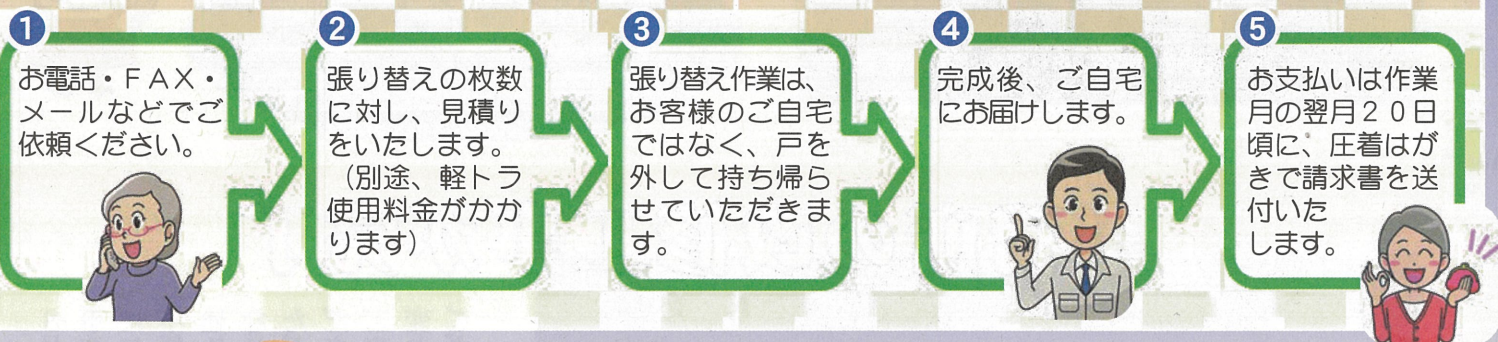 1
お電話・ＦＡＸ・
メールなどでご
依頼ください。
2
張り替えの枚数
に対し、見積り
をいたします。
（別途、軽トラ
使用料金がかか
ります）
3
張り替え作業は、
お客様のご自宅
ではなく、戸を
外して持ち帰ら
せていただきま
す。
4
完成後、ご自宅
にお届けします。
5
お支払いは作業
月の翌月２０日
頃に、圧着はが
きで請求書を送
付いた
します。